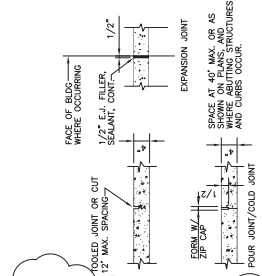 1/2"
FACE OF BLDG
WHERE OCCURRING
1/2" E.J. FILLER,
SEALANT, CONT.
EXPANSION JOINT
SPACE AT 40' MAX. OR AS
SHOWN ON PLANS, AND
WHERE ABUTTING STRUCTURES
AND CURBS OCCUR.
TOOLED JOINT OR CUT
12' MAX. SPACING
4"
FORM W/
ZIP CAP
1/2
POUR JOINT/COLD JOINT